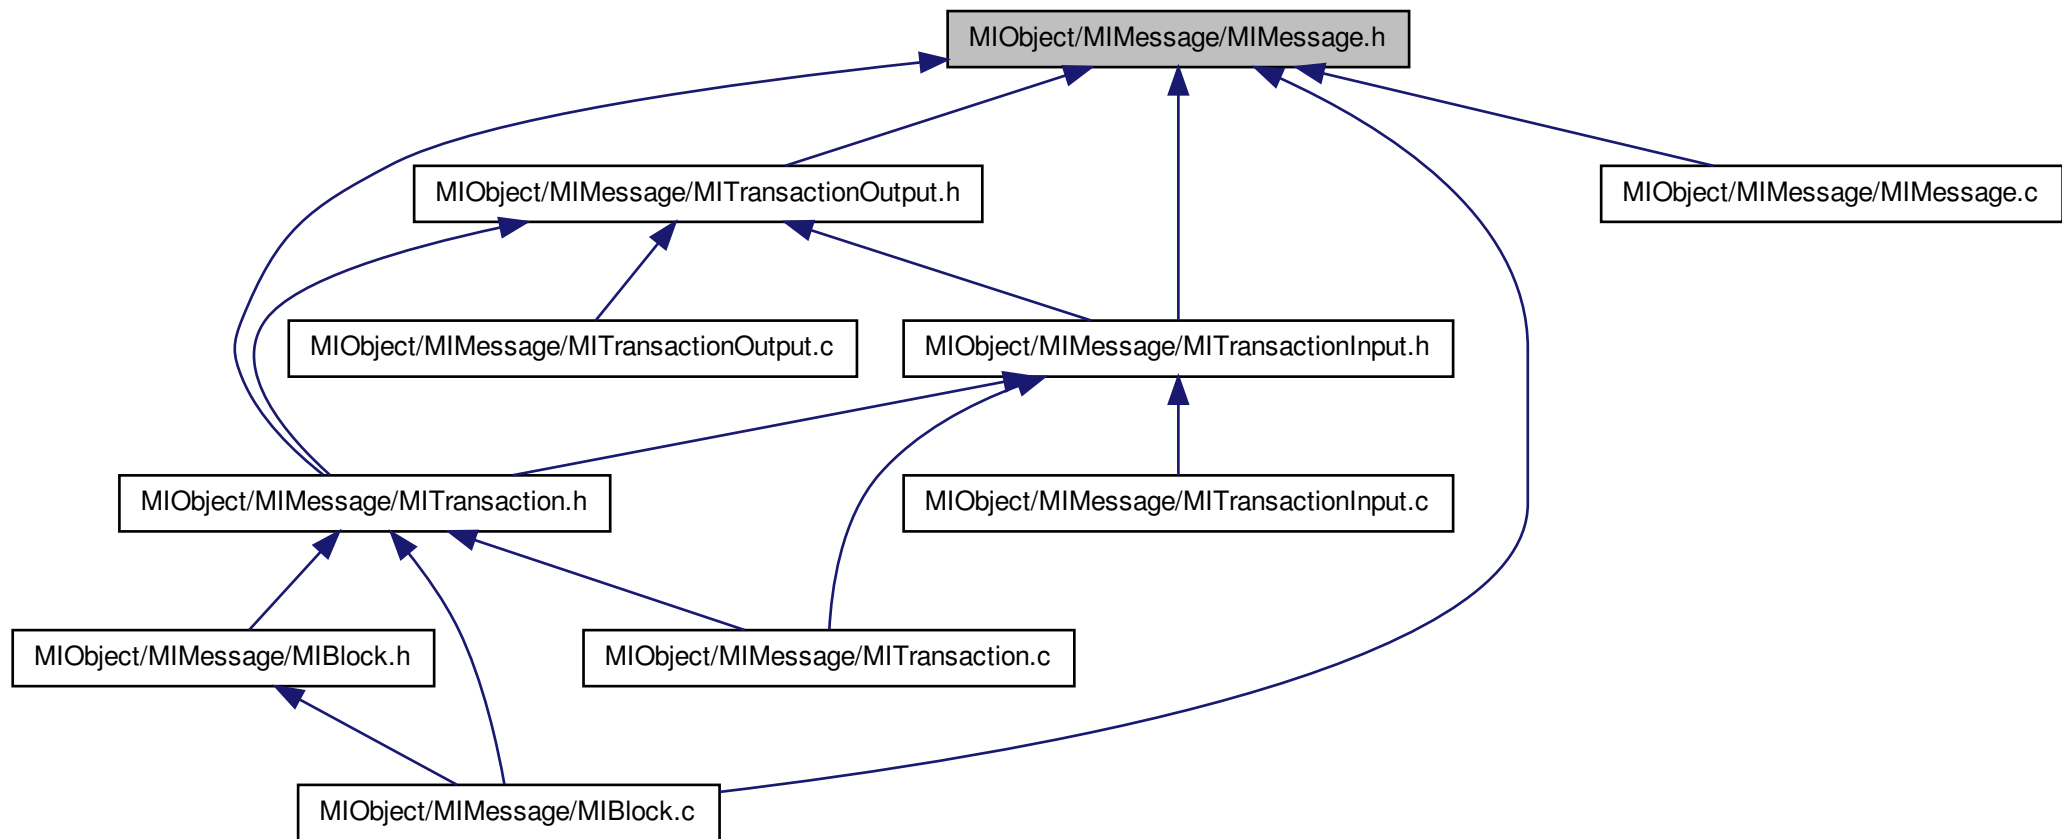 MIObject/MIMessage/MIMessage.h
MIObject/MIMessage/MITransactionOutput.h
MIObject/MIMessage/MIMessage.c
MIObject/MIMessage/MITransactionOutput.c
MIObject/MIMessage/MITransactionInput.h
MIObject/MIMessage/MITransaction.h
MIObject/MIMessage/MITransactionInput.c
MIObject/MIMessage/MIBlock.h
MIObject/MIMessage/MITransaction.c
MIObject/MIMessage/MIBlock.c